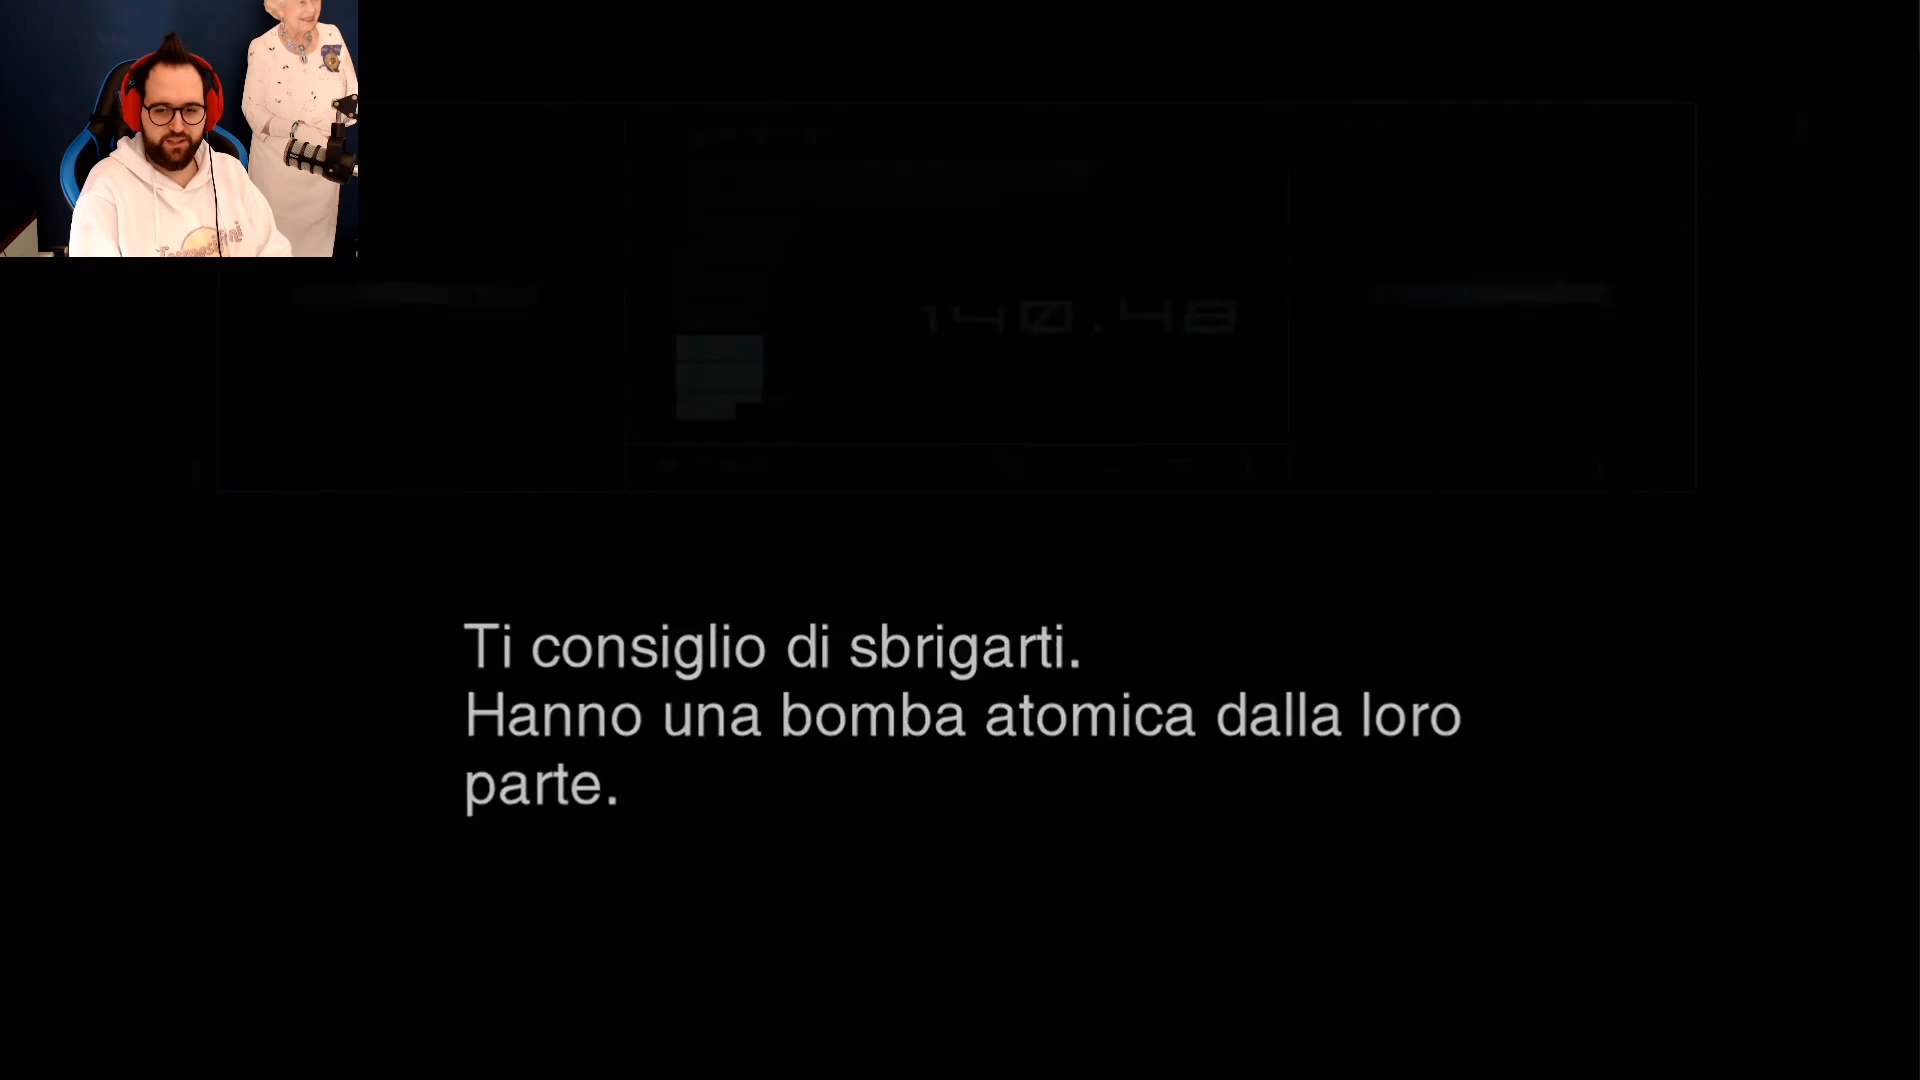 140.48
Ti consiglio di sbrigarti.
Hanno una bomba atomica dalla loro
parte.